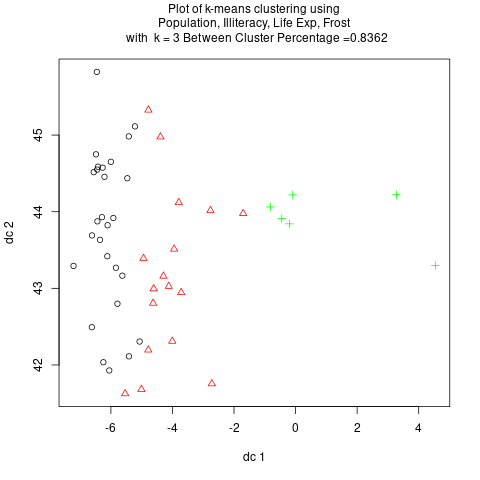 Plot of k-means clustering using
Population, Illiteracy, Life Exp, Frost
with k = 3 Between Cluster Percentage =0.8362
45
44
43
42
dc 2
-6 -4 -2 0 2 4
dc 1